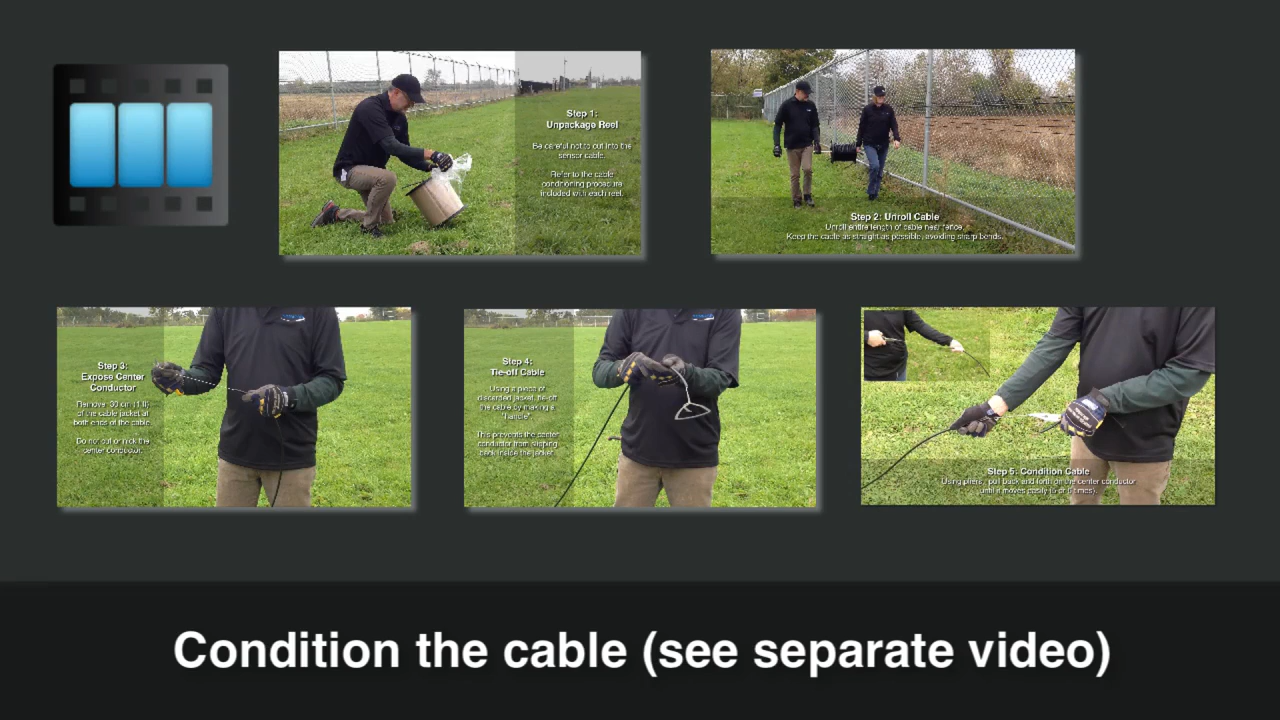 Step 1:
Unpackage Reel
Be careful not to cut into the
sensor cable.
Refer to the cable
conditioning procedure
included with each reel.
Step 2: Unroll Cable
Unroll entire length of cable near fence.
Keep the cable as straight as possible, avoiding sharp bends.
Step 3:
Expose Center
Conductor
Remove 30 cm (1 ft)
of the cable jacket at
both ends of the cable.
Do not cut or nick the
center conductor.
Step 4:
Tie-off Cable
Using a piece of
discarded jacket, tie-off
the cable by making a
"handle".
This prevents the center
conductor from slipping
back inside the jacket.
Step 5: Condition Cable
Using pliers, pull back and forth on the center conductor
until it moves easily (5 or 6 times).
Condition the cable (see separate video)